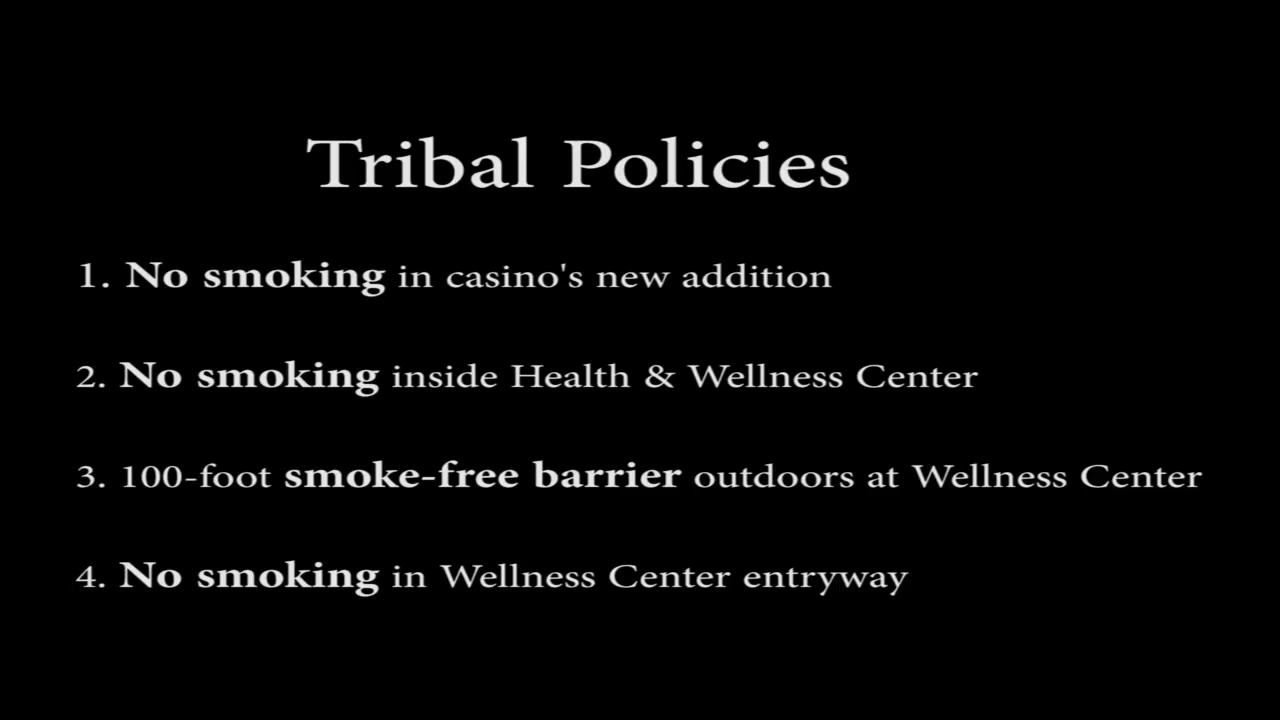 Tribal Policies
1. No smoking in casino's new addition
2. No smoking inside Health & Wellness Center
3. 100-foot smoke-free barrier outdoors at Wellness Center
4. No smoking in Wellness Center entryway